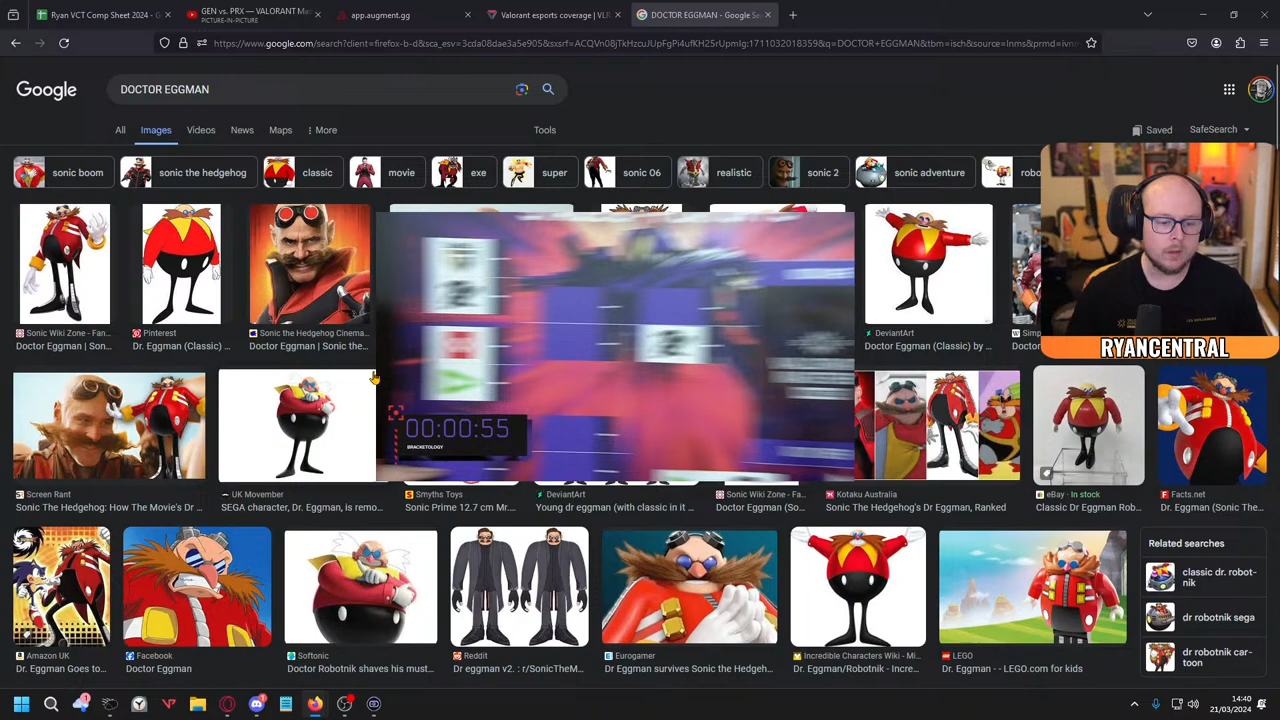 Ryan VCT Comp Sheet 2024 -
GEN vs. PRX — VALORANT Ma
PICTURE-IN-PICTURE
app.augment.gg
Valorant esports coverage | VLR
DOCTOR EGGMAN - Google Se
Google
DOCTOR EGGMAN
All
Images
Videos
News
Maps
More
Tools
Saved
SafeSearch
sonic boom
sonic the hedgehog
classic
movie
exe
super
sonic 06
realistic
sonic 2
sonic adventure
robo
Sonic Wiki Zone - Fan...
Doctor Eggman | Son...
Pinterest
Dr. Eggman (Classic) ...
Sonic the Hedgehog Cinema...
Doctor Eggman | Sonic the...
DeviantArt
Doctor Eggman (Classic) by ...
RYANCENTRAL
00:00:55
BRACKETOLOGY
Screen Rant
Sonic The Hedgehog: How The Movie's Dr ...
UK Movember
SEGA character, Dr. Eggman, is remo...
Smyths Toys
Sonic Prime 12.7 cm Mr....
DeviantArt
Young dr eggman (with classic in it ...
Sonic Wiki Zone - Fa...
Doctor Eggman (So...
Kotaku Australia
Sonic The Hedgehog's Dr Eggman, Ranked
eBay - In stock
Classic Dr Eggman Rob...
Facts.net
Dr. Eggman (Sonic The...
Amazon UK
Dr. Eggman Goes to...
Facebook
Doctor Eggman
Softonic
Doctor Robotnik shaves his must...
Reddit
Dr eggman v2. : r/SonicTheM...
Eurogamer
Dr Eggman survives Sonic the Hedgeh...
Incredible Characters Wiki - Mi...
Dr. Eggman/Robotnik - Incre...
LEGO
Dr. Eggman - - LEGO.com for kids
Related searches
classic dr. robot-
nik
dr robotnik sega
dr robotnik car-
toon
14:40
21/03/2024